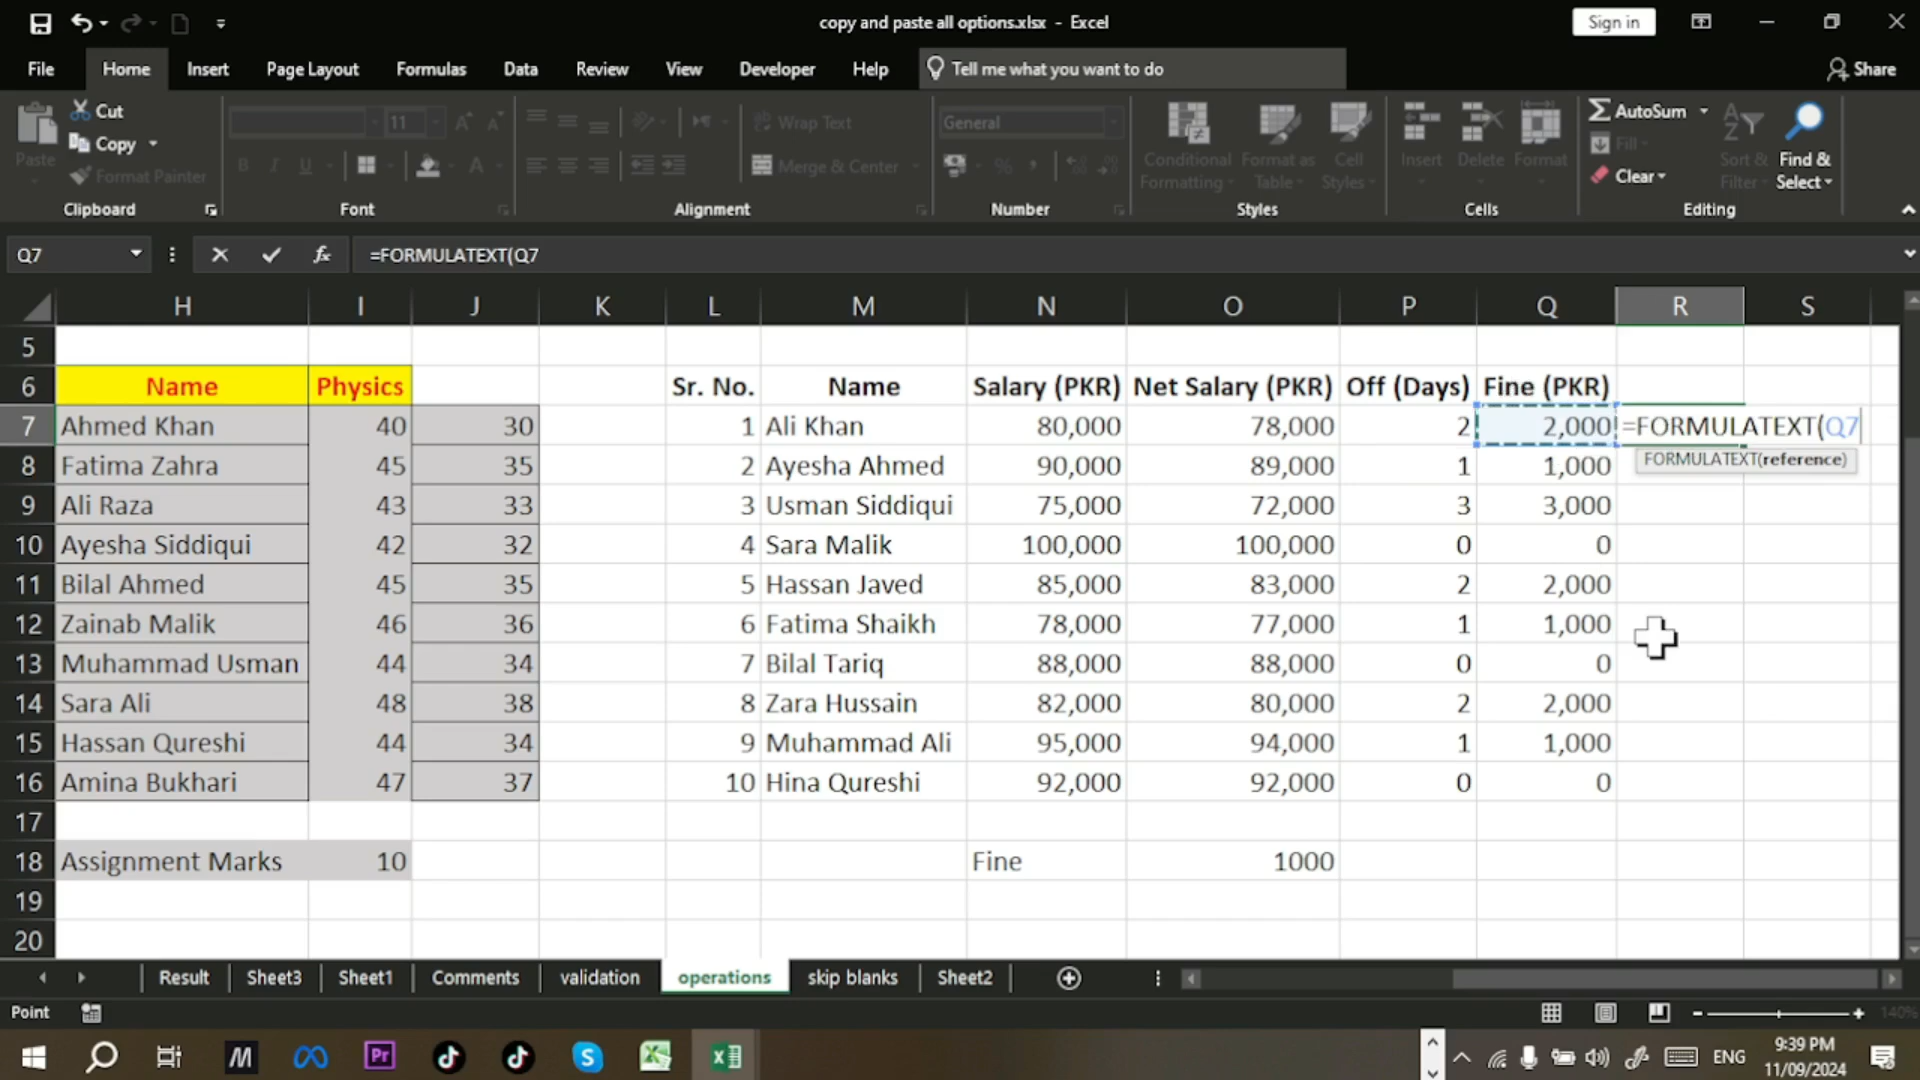 copy and paste all options.xlsx - Excel
Sign in
File Home Insert Page Layout Formulas Data Review View Developer Help Tell me what you want to do Share
Cut
Copy
Format Painter
Paste
Clipboard
11
B I U A
Font
Wrap Text
Merge & Center
Alignment
General
Number
Conditional Formatting
Format as Table
Cell Styles
Styles
Insert Delete Format
Cells
AutoSum
Fill
Clear
Sort & Filter
Find & Select
Editing
Q7 fx =FORMULATEXT(Q7
H I J K L M N O P Q R S
5
6 Name Physics Sr. No. Name Salary (PKR) Net Salary (PKR) Off (Days) Fine (PKR)
7 Ahmed Khan 40 30 1 Ali Khan 80,000 78,000 2 2,000 =FORMULATEXT(Q7
FORMULATEXT(reference)
8 Fatima Zahra 45 35 2 Ayesha Ahmed 90,000 89,000 1 1,000
9 Ali Raza 43 33 3 Usman Siddiqui 75,000 72,000 3 3,000
10 Ayesha Siddiqui 42 32 4 Sara Malik 100,000 100,000 0 0
11 Bilal Ahmed 45 35 5 Hassan Javed 85,000 83,000 2 2,000
12 Zainab Malik 46 36 6 Fatima Shaikh 78,000 77,000 1 1,000
13 Muhammad Usman 44 34 7 Bilal Tariq 88,000 88,000 0 0
14 Sara Ali 48 38 8 Zara Hussain 82,000 80,000 2 2,000
15 Hassan Qureshi 44 34 9 Muhammad Ali 95,000 94,000 1 1,000
16 Amina Bukhari 47 37 10 Hina Qureshi 92,000 92,000 0 0
17
18 Assignment Marks 10 Fine 1000
19
20
Result Sheet3 Sheet1 Comments validation operations skip blanks Sheet2
Point 140%
Pr S ENG 9:39 PM
11/09/2024